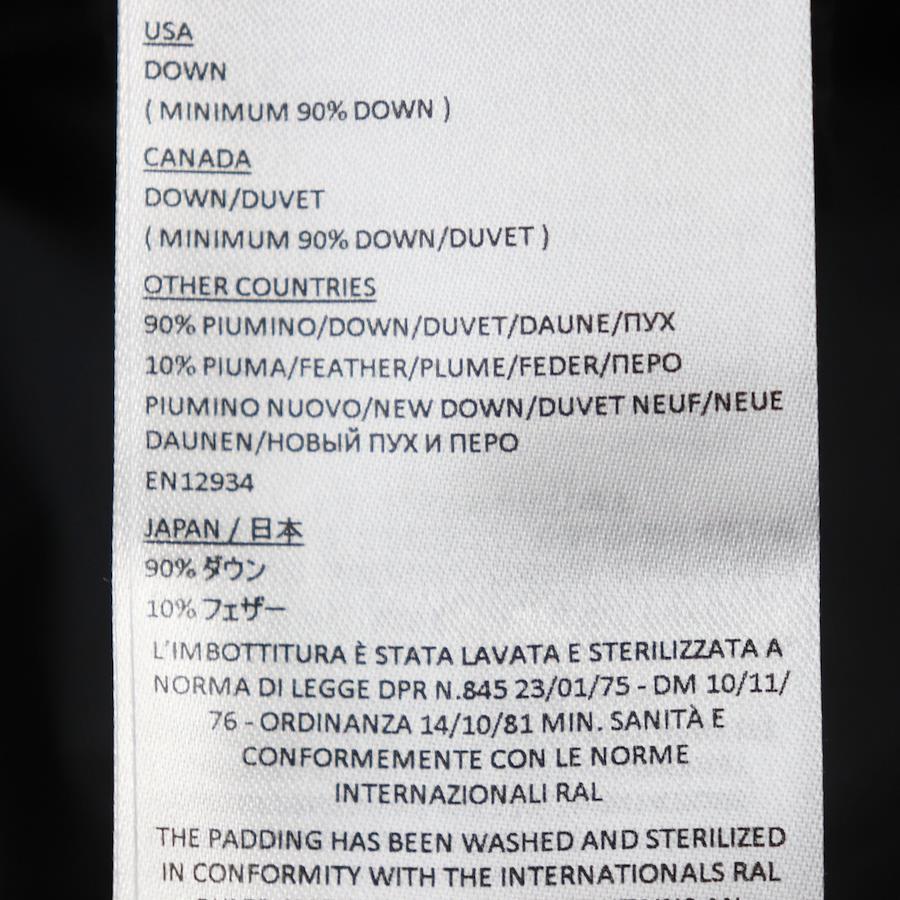 USA
DOWN
( MINIMUM 90% DOWN )
CANADA
DOWN/DUVET
( MINIMUM 90% DOWN/DUVET )
OTHER COUNTRIES
90% PIUMINO/DOWN/DUVET/DAUNE/ПУХ
10% PIUMA/FEATHER/PLUME/FEDER/ПЕРО
PIUMINO NUOVO/NEW DOWN/DUVET NEUF/NEUE
DAUNEN/НОВЫЙ ПУХ И ПЕРО
EN12934
JAPAN / 日本
90% ダウン
10% フェザー
L'IMBOTTITURA È STATA LAVATA E STERILIZZATA A
NORMA DI LEGGE DPR N.845 23/01/75 - DM 10/11/
76 - ORDINANZA 14/10/81 MIN. SANITÀ E
CONFORMEMENTE CON LE NORME
INTERNAZIONALI RAL
THE PADDING HAS BEEN WASHED AND STERILIZED
IN CONFORMITY WITH THE INTERNATIONALS RAL